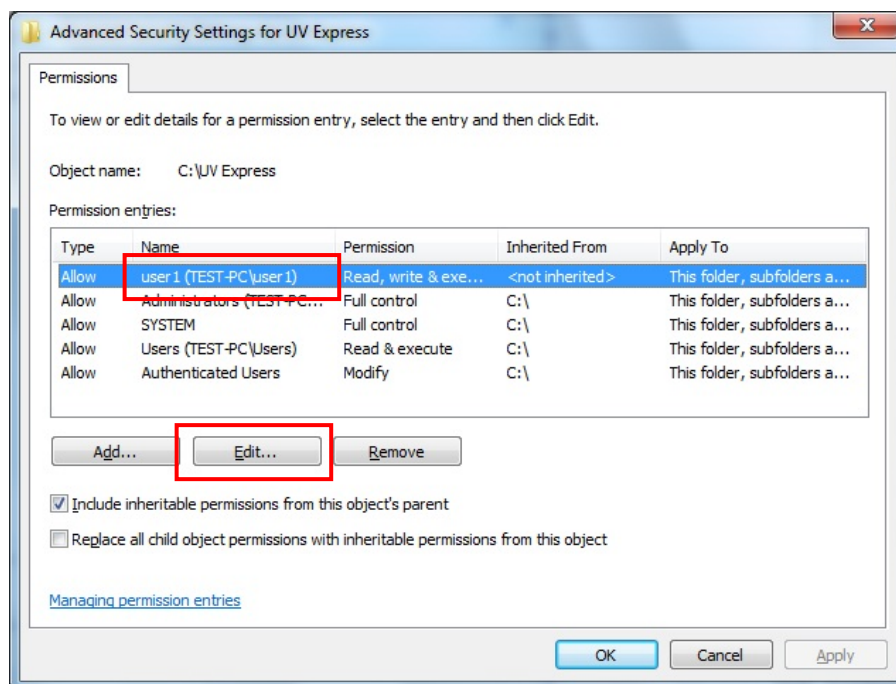 Advanced Security Settings for UV Express
Permissions
To view or edit details for a permission entry, select the entry and then click Edit.
Object name: C:\UV Express
Permission entries:
Type Name Permission Inherited From Apply To
Allow user1 (TEST-PC\user1) Read, write & exe... <not inherited> This folder, subfolders a...
Allow Administrators (TEST-PC... Full control C:\ This folder, subfolders a...
Allow SYSTEM Full control C:\ This folder, subfolders a...
Allow Users (TEST-PC\Users) Read & execute C:\ This folder, subfolders a...
Allow Authenticated Users Modify C:\ This folder, subfolders a...
Add... Edit... Remove
Include inheritable permissions from this object's parent
Replace all child object permissions with inheritable permissions from this object
Managing permission entries
OK Cancel Apply